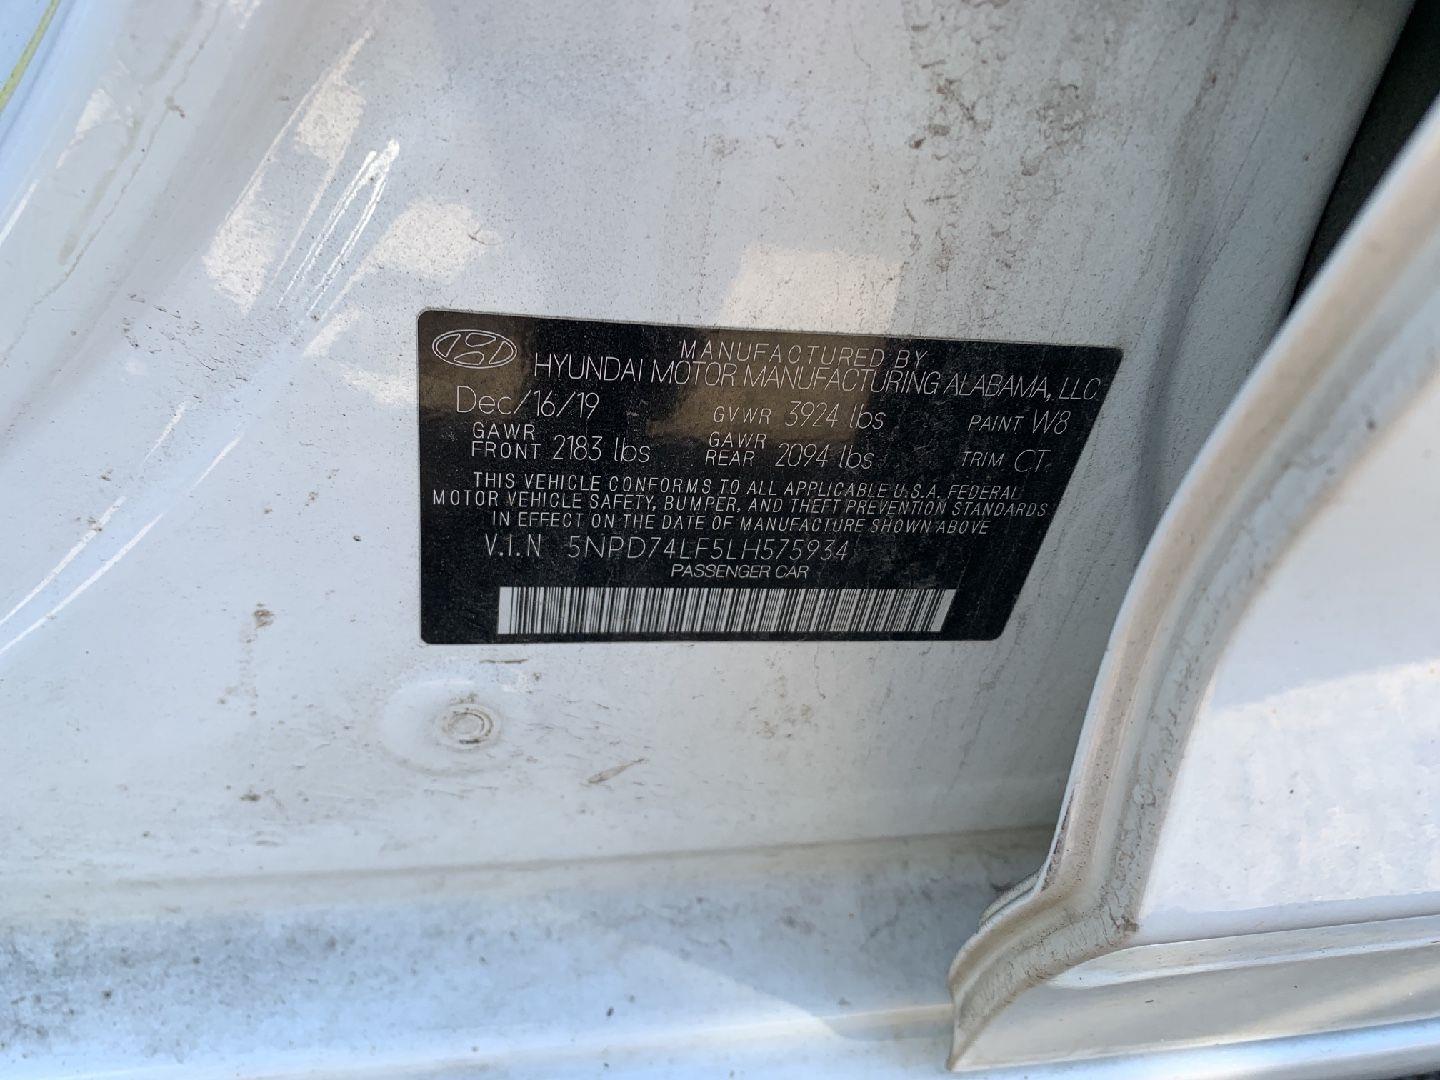 MANUFACTURED BY
HYUNDAI MOTOR MANUFACTURING ALABAMA, LLC
Dec/16/19 GVWR 3924 lbs PAINT W8
GAWR FRONT 2183 lbs GAWR REAR 2094 lbs TRIM CT
THIS VEHICLE CONFORMS TO ALL APPLICABLE U.S.A. FEDERAL
MOTOR VEHICLE SAFETY, BUMPER, AND THEFT PREVENTION STANDARDS
IN EFFECT ON THE DATE OF MANUFACTURE SHOWN ABOVE
V.I.N 5NPD74LF5LH575934
PASSENGER CAR